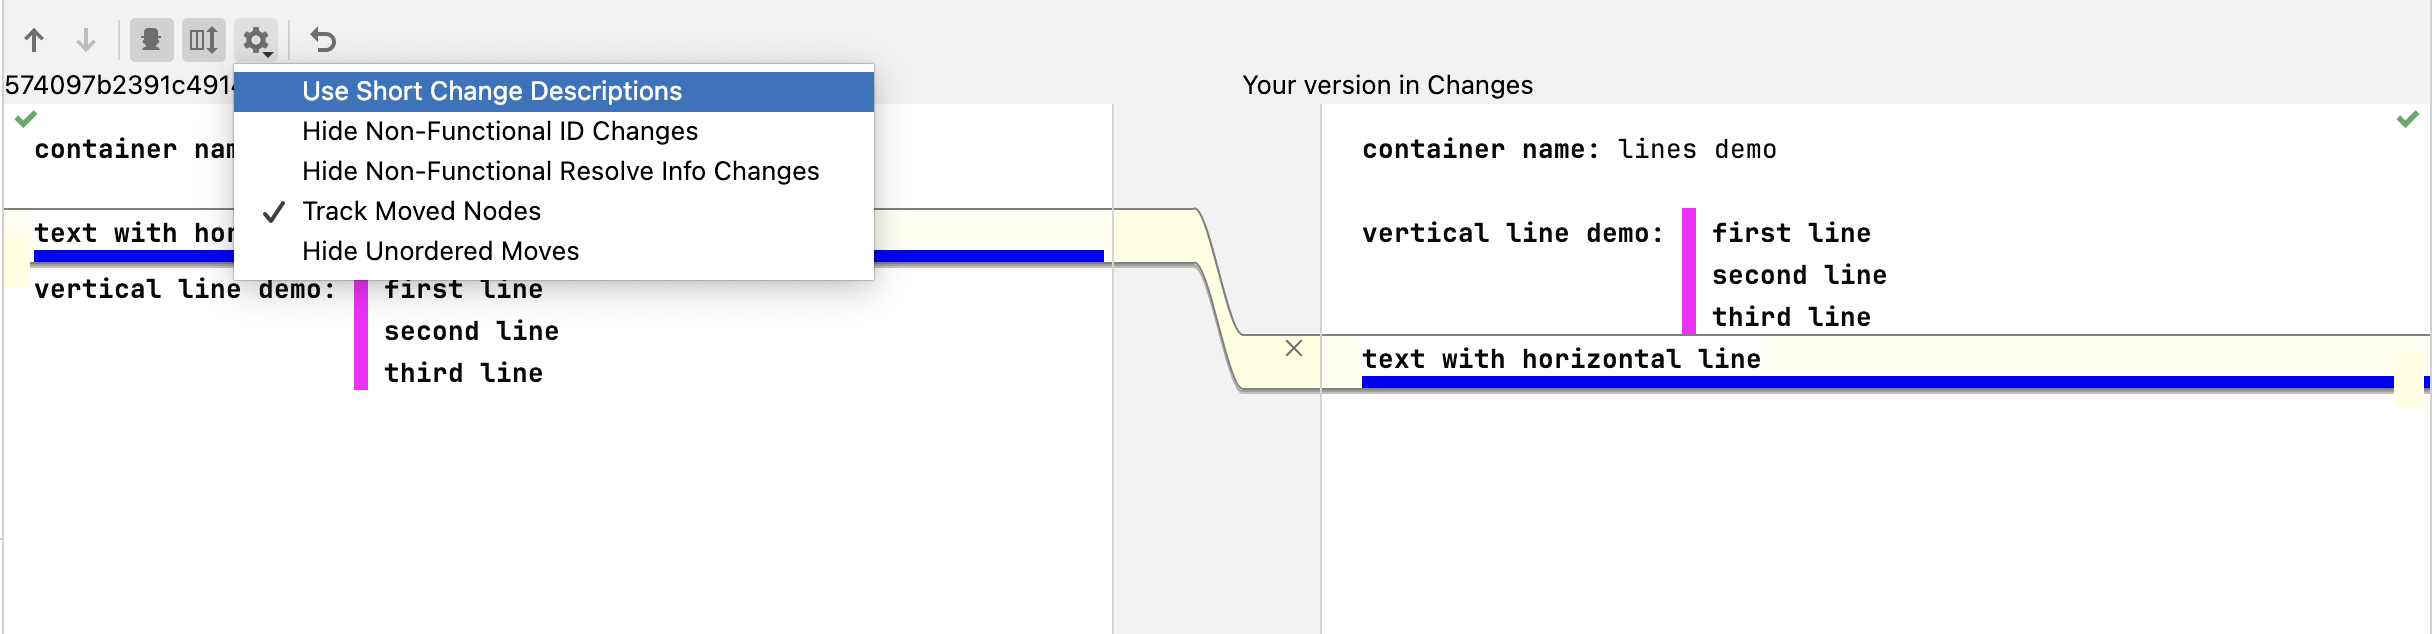 574097b2391c491
Your version in Changes
Use Short Change Descriptions
Hide Non-Functional ID Changes
Hide Non-Functional Resolve Info Changes
Track Moved Nodes
Hide Unordered Moves
container
text with
vertical line demo: first line
second line
third line
container name: lines demo
vertical line demo: first line
second line
third line
text with horizontal line